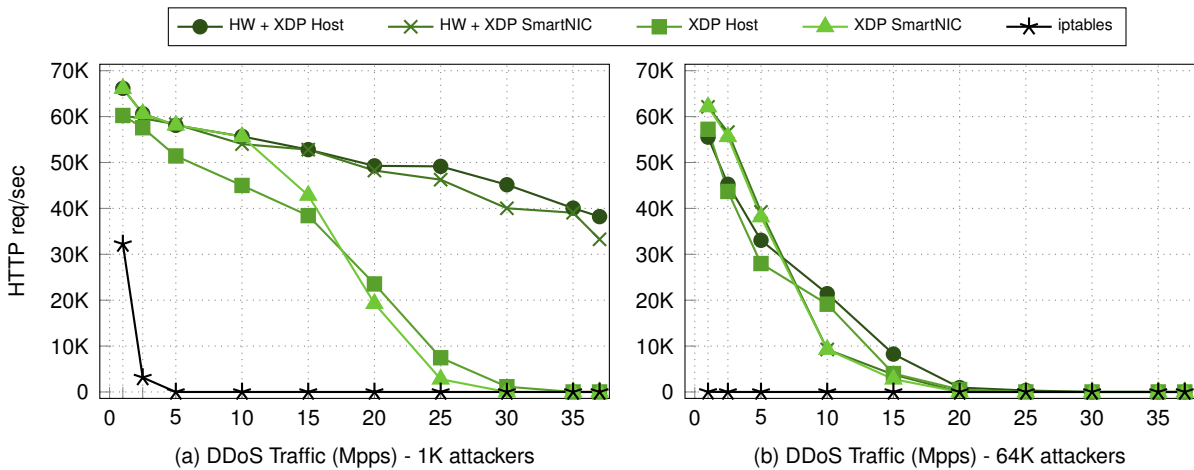 HW + XDP Host HW + XDP SmartNIC XDP Host XDP SmartNIC iptables
HTTP req/sec
70K
60K
50K
40K
30K
20K
10K
0
0 5 10 15 20 25 30 35
(a) DDoS Traffic (Mpps) - 1K attackers
70K
60K
50K
40K
30K
20K
10K
0
0 5 10 15 20 25 30 35
(b) DDoS Traffic (Mpps) - 64K attackers